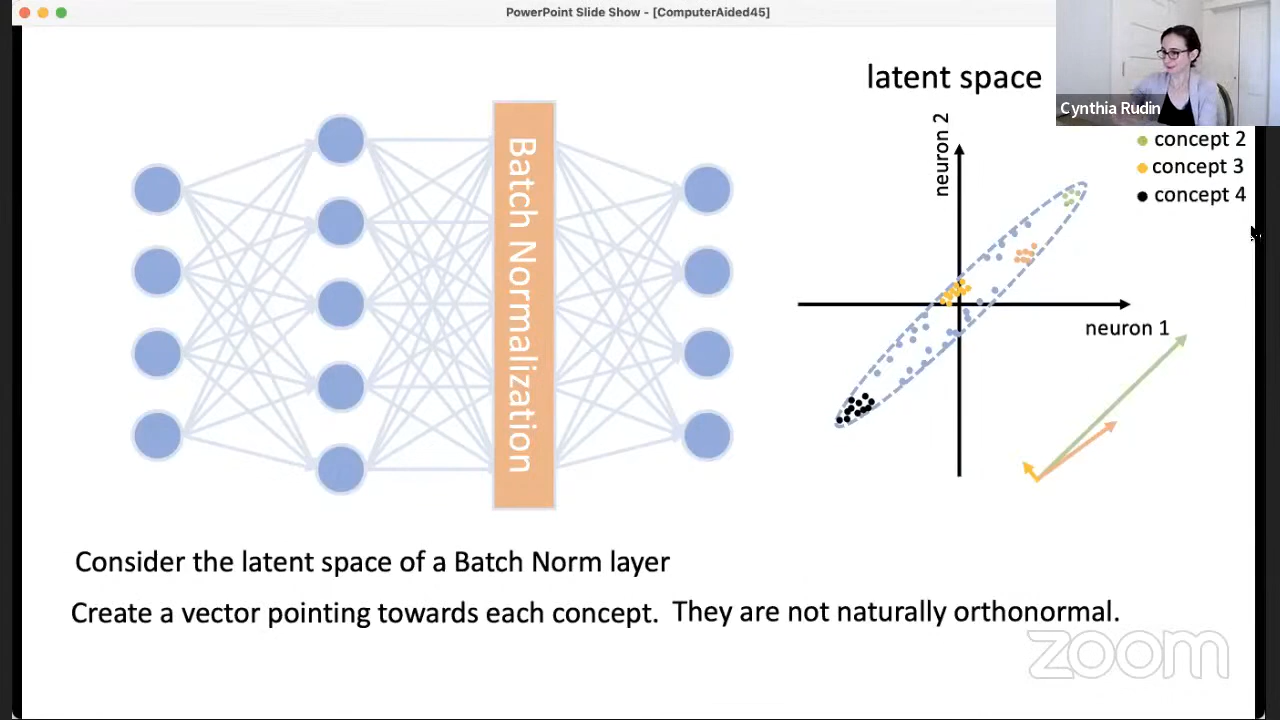 PowerPoint Slide Show - [ComputerAided45]
latent space
Cynthia Rudin
concept 2
concept 3
concept 4
neuron 2
neuron 1
Batch Normalization
Consider the latent space of a Batch Norm layer
Create a vector pointing towards each concept. They are not naturally orthonormal.
zoom